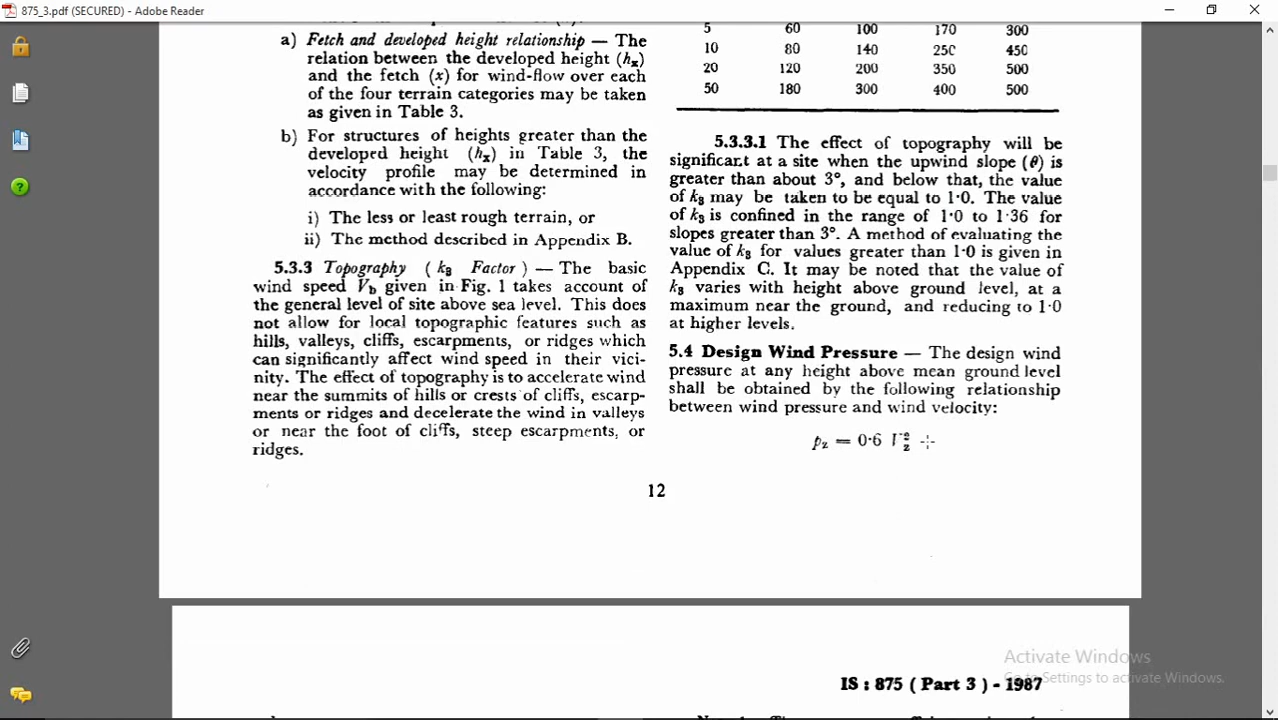 875_3.pdf (SECURED) - Adobe Reader
a) Fetch and developed height relationship — The
relation between the developed height (hx)
and the fetch (x) for wind-flow over each
of the four terrain categories may be taken
as given in Table 3.
b) For structures of heights greater than the
developed height (hx) in Table 3, the
velocity profile may be determined in
accordance with the following:
i) The less or least rough terrain, or
ii) The method described in Appendix B.
5.3.3 Topography ( k3 Factor ) — The basic
wind speed Vb given in Fig. 1 takes account of
the general level of site above sea level. This does
not allow for local topographic features such as
hills, valleys, cliffs, escarpments, or ridges which
can significantly affect wind speed in their vici-
nity. The effect of topography is to accelerate wind
near the summits of hills or crests of cliffs, escarp-
ments or ridges and decelerate the wind in valleys
or near the foot of cliffs, steep escarpments, or
ridges.
5 60 100 170 300
10 80 140 250 450
20 120 200 350 500
50 180 300 400 500
5.3.3.1 The effect of topography will be
significant at a site when the upwind slope (θ) is
greater than about 3°, and below that, the value
of k3 may be taken to be equal to 1·0. The value
of k3 is confined in the range of 1·0 to 1·36 for
slopes greater than 3°. A method of evaluating the
value of k3 for values greater than 1·0 is given in
Appendix C. It may be noted that the value of
k3 varies with height above ground level, at a
maximum near the ground, and reducing to 1·0
at higher levels.
5.4 Design Wind Pressure — The design wind
pressure at any height above mean ground level
shall be obtained by the following relationship
between wind pressure and wind velocity:
pz = 0·6 Vz²
12
IS : 875 ( Part 3 ) - 1987
Activate Windows
Go to Settings to activate Windows.